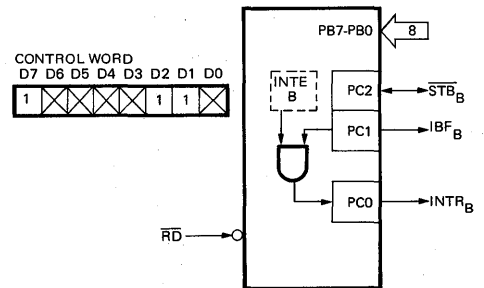 CONTROL WORD
D7 D6 D5 D4 D3 D2 D1 D0
1 1 1
PB7-PB0
8
INTE
B
PC2
STB_B
PC1
IBF_B
PC0
INTR_B
RD